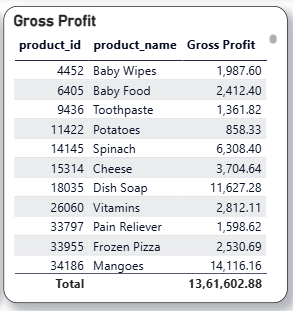 Gross Profit
product_id product_name Gross Profit
4452 Baby Wipes 1,987.60
6405 Baby Food 2,412.40
9436 Toothpaste 1,361.82
11422 Potatoes 858.33
14145 Spinach 6,308.40
15314 Cheese 3,704.64
18035 Dish Soap 11,627.28
26060 Vitamins 2,812.11
33797 Pain Reliever 1,598.62
33955 Frozen Pizza 2,530.69
34186 Mangoes 14,116.16
Total 13,61,602.88